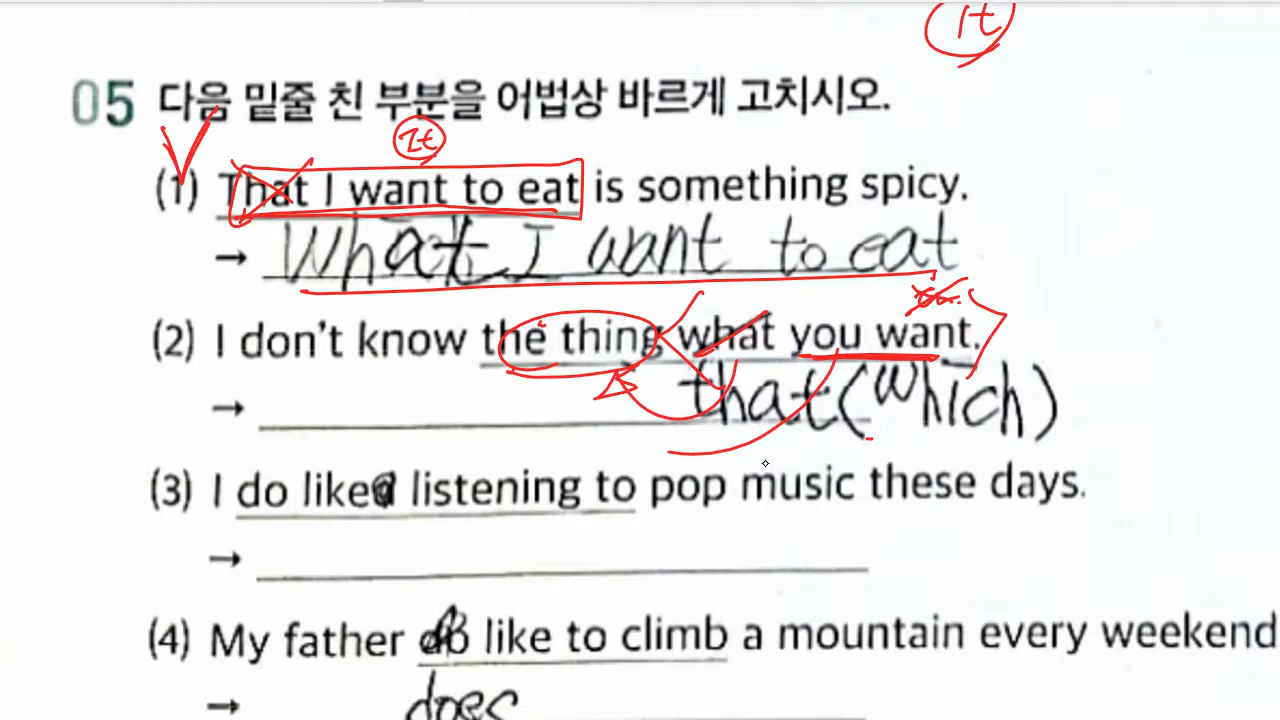 It
05 다음 밑줄 친 부분을 어법상 바르게 고치시오.
It
(1) That I want to eat is something spicy.
→ What I want to eat
(2) I don't know the thing what you want.
→ that (which)
(3) I do liked listening to pop music these days.
→
(4) My father do like to climb a mountain every weekend
→ does